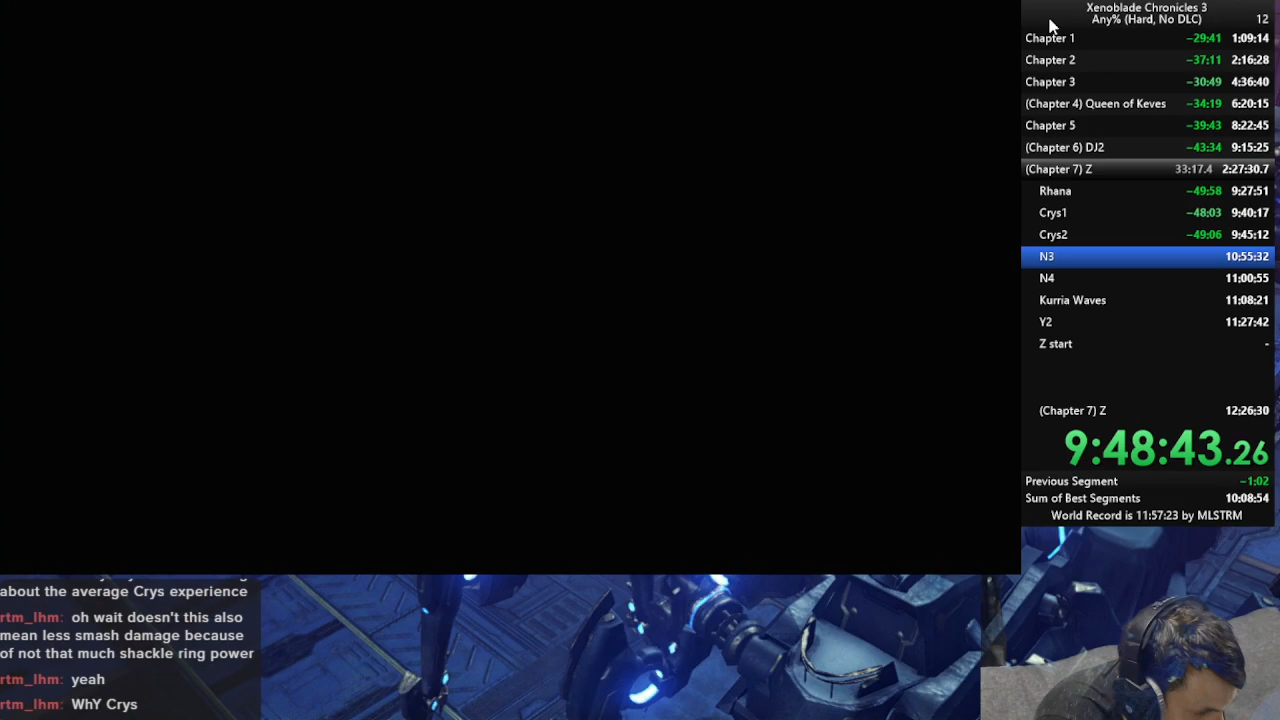 Xenoblade Chronicles 3
Any% (Hard, No DLC) 12
Chapter 1 −29:41 1:09:14
Chapter 2 −37:11 2:16:28
Chapter 3 −30:49 4:36:40
(Chapter 4) Queen of Keves −34:19 6:20:15
Chapter 5 −39:43 8:22:45
(Chapter 6) DJ2 −43:34 9:15:25
(Chapter 7) Z 33:17.4 2:27:30.7
Rhana −49:58 9:27:51
Crys1 −48:03 9:40:17
Crys2 −49:06 9:45:12
N3 10:55:32
N4 11:00:55
Kurria Waves 11:08:21
Y2 11:27:42
Z start -
(Chapter 7) Z 12:26:30
9:48:43.26
Previous Segment −1:02
Sum of Best Segments 10:08:54
World Record is 11:57:23 by MLSTRM
about the average Crys experience
rtm_lhm: oh wait doesn't this also
mean less smash damage because
of not that much shackle ring power
rtm_lhm: yeah
rtm_lhm: WhY Crys